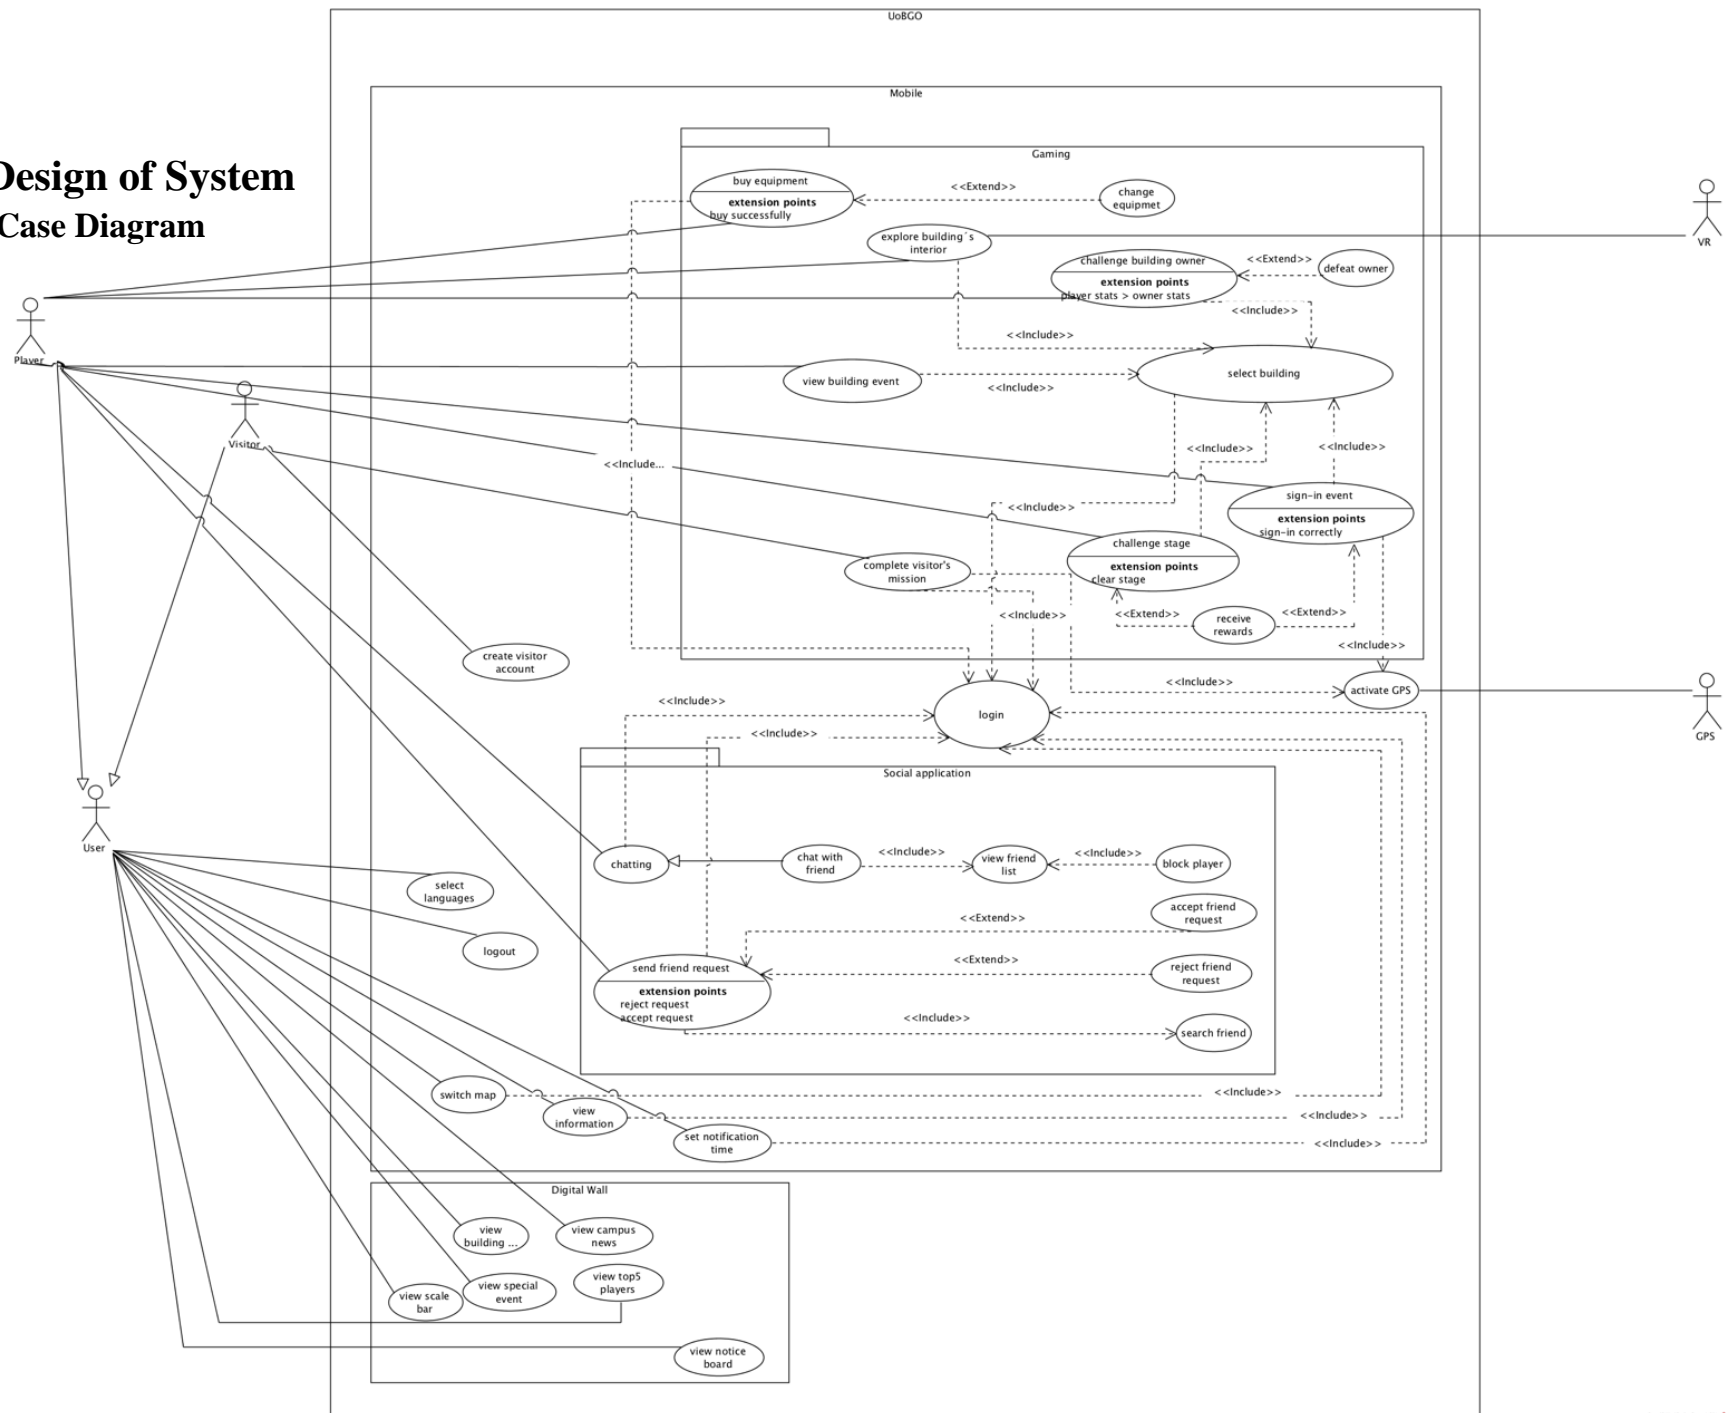 UoBGO
Mobile
Design of System
Case Diagram
Gaming
buy equipment
extension points
buy successfully
<<Extend>>
change
equipmet
explore building´s
interior
VR
challenge building owner
extension points
player stats > owner stats
<<Extend>>
defeat owner
<<Include>>
<<Include>>
Player
select building
view building event
<<Include>>
Visitor
<<Include>>
<<Include>>
<<Include...
sign-in event
extension points
sign-in correctly
<<Include>>
challenge stage
extension points
clear stage
complete visitor's
mission
<<Include>>
<<Extend>>
receive
rewards
<<Extend>>
<<Include>>
create visitor
account
<<Include>>
activate GPS
GPS
<<Include>>
login
<<Include>>
Social application
User
chatting
chat with
friend
<<Include>>
view friend
list
<<Include>>
block player
select
languages
accept friend
request
<<Extend>>
logout
send friend request
extension points
reject request
accept request
<<Extend>>
reject friend
request
<<Include>>
search friend
switch map
<<Include>>
view
information
<<Include>>
set notification
time
<<Include>>
Digital Wall
view
building ...
view campus
news
view scale
bar
view special
event
view top5
players
view notice
board